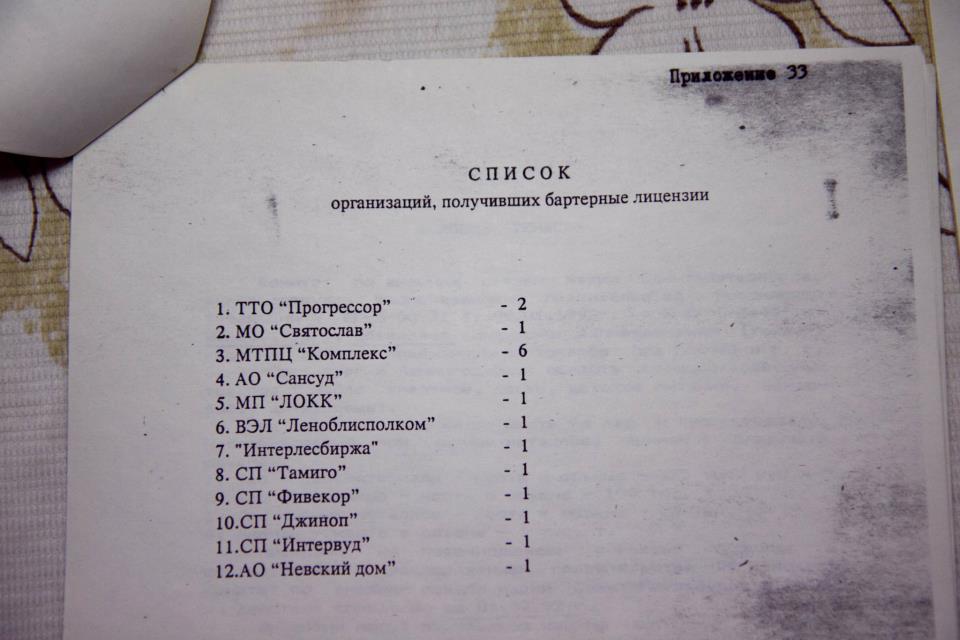 Приложение 33
СПИСОК
организаций, получивших бартерные лицензии
1. ТТО “Прогрессор” - 2
2. МО “Святослав” - 1
3. МТПЦ “Комплекс” - 6
4. АО “Сансуд” - 1
5. МП “ЛОКК” - 1
6. ВЭЛ “Леноблисполком” - 1
7. "Интерлесбиржа" - 1
8. СП “Тамиго” - 1
9. СП “Фивекор” - 1
10.СП “Джиноп” - 1
11.СП “Интервуд” - 1
12.АО “Невский дом” - 1